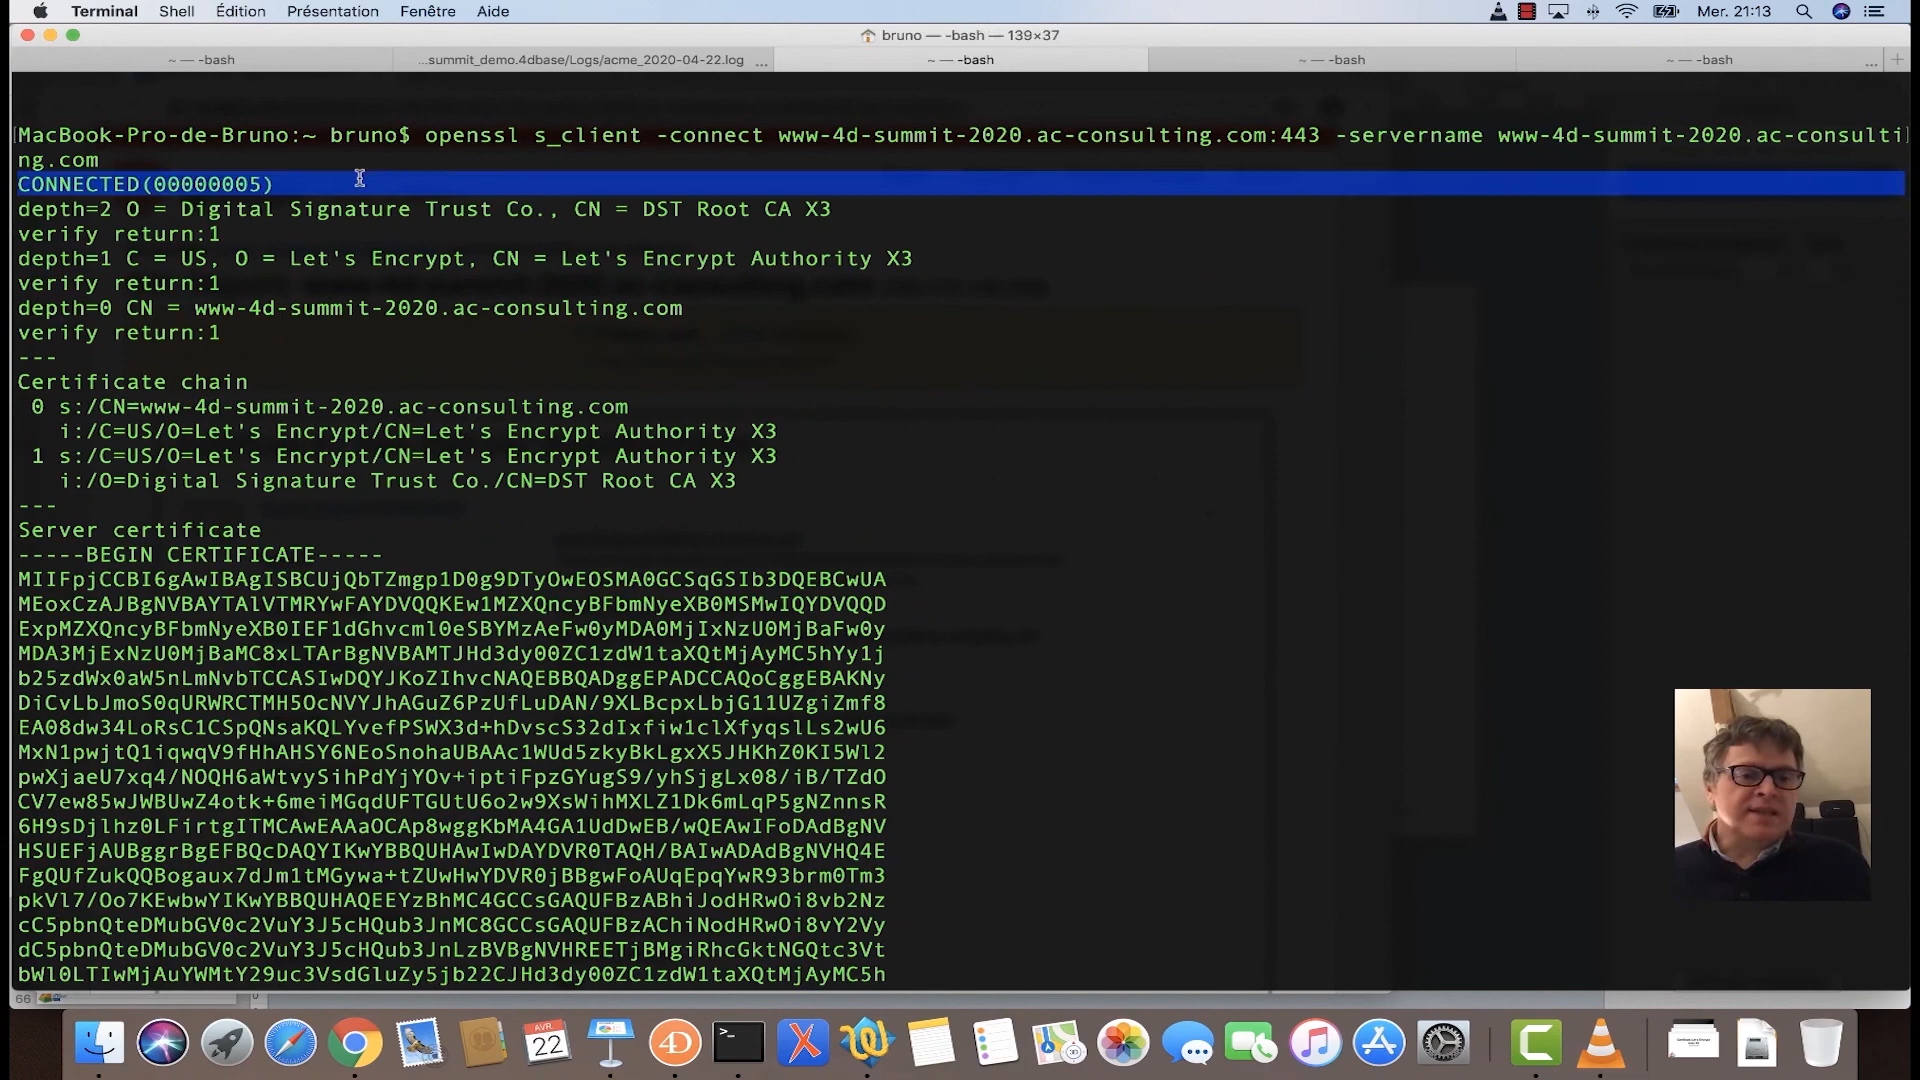 Terminal Shell Édition Présentation Fenêtre Aide Mer. 21:13
bruno — -bash — 139×37
~ — -bash ...summit_demo.4dbase/Logs/acme_2020-04-22.log ... ~ — -bash ~ — -bash ~ — -bash ... +
MacBook-Pro-de-Bruno:~ bruno$ openssl s_client -connect www-4d-summit-2020.ac-consulting.com:443 -servername www-4d-summit-2020.ac-consulti
ng.com
CONNECTED(00000005)
depth=2 O = Digital Signature Trust Co., CN = DST Root CA X3
verify return:1
depth=1 C = US, O = Let's Encrypt, CN = Let's Encrypt Authority X3
verify return:1
depth=0 CN = www-4d-summit-2020.ac-consulting.com
verify return:1
---
Certificate chain
0 s:/CN=www-4d-summit-2020.ac-consulting.com
i:/C=US/O=Let's Encrypt/CN=Let's Encrypt Authority X3
1 s:/C=US/O=Let's Encrypt/CN=Let's Encrypt Authority X3
i:/O=Digital Signature Trust Co./CN=DST Root CA X3
---
Server certificate
-----BEGIN CERTIFICATE-----
MIIFpjCCBI6gAwIBAgISBCUjQbTZmgp1D0g9DTyOwEOSMA0GCSqGSIb3DQEBCwUA
MEoxCzAJBgNVBAYTAlVTMRYwFAYDVQQKEw1MZXQncyBFbmNyeXB0MSMwIQYDVQQD
ExpMZXQncyBFbmNyeXB0IEF1dGhvcml0eSBYMzAeFw0yMDA0MjIxNzU0MjBaFw0y
MDA3MjExNzU0MjBaMC8xLTArBgNVBAMTJHd3dy00ZC1zdW1taXQtMjAyMC5hYy1j
b25zdWx0aW5nLmNvbTCCASIwDQYJKoZIhvcNAQEBBQADggEPADCCAQoCggEBAKNy
DiCvLbJmoS0qURWRCTMH5OcNVYJhAGuZ6PzUfLuDAN/9XLBcpxLbjG11UZgiZmf8
EA08dw34LoRsC1CSpQNsaKQLYvefPSWX3d+hDvscS32dIxfiw1clXfyqslLs2wU6
MxN1pwjtQ1iqwqV9fHhAHSY6NEoSnohaUBAAc1WUd5zkyBkLgxX5JHKhZ0KI5Wl2
pwXjaeU7xq4/NOQH6aWtvySihPdYjYOv+iptiFpzGYugS9/yhSjgLx08/iB/TZdO
CV7ew85wJWBUwZ4otk+6meiMGqdUFTGUtU6o2w9XsWihMXLZ1Dk6mLqP5gNZnnsR
6H9sDjlhz0LFirtgITMCAwEAAaOCAp8wggKbMA4GA1UdDwEB/wQEAwIFoDAdBgNV
HSUEFjAUBggrBgEFBQcDAQYIKwYBBQUHAwIwDAYDVR0TAQH/BAIwADAdBgNVHQ4E
FgQUfZukQQBogaux7dJm1tMGywa+tZUwHwYDVR0jBBgwFoAUqEpqYwR93brm0Tm3
pkVl7/Oo7KEwbwYIKwYBBQUHAQEEYzBhMC4GCCsGAQUFBzABhiJodHRwOi8vb2Nz
cC5pbnQteDMubGV0c2VuY3J5cHQub3JnMC8GCCsGAQUFBzAChiNodHRwOi8vY2Vy
dC5pbnQteDMubGV0c2VuY3J5cHQub3JnLzBVBgNVHREETjBMgiRhcGktNGQtc3Vt
bWl0LTIwMjAuYWMtY29uc3VsdGluZy5jb22CJHd3dy00ZC1zdW1taXQtMjAyMC5h
66
AVR.
22